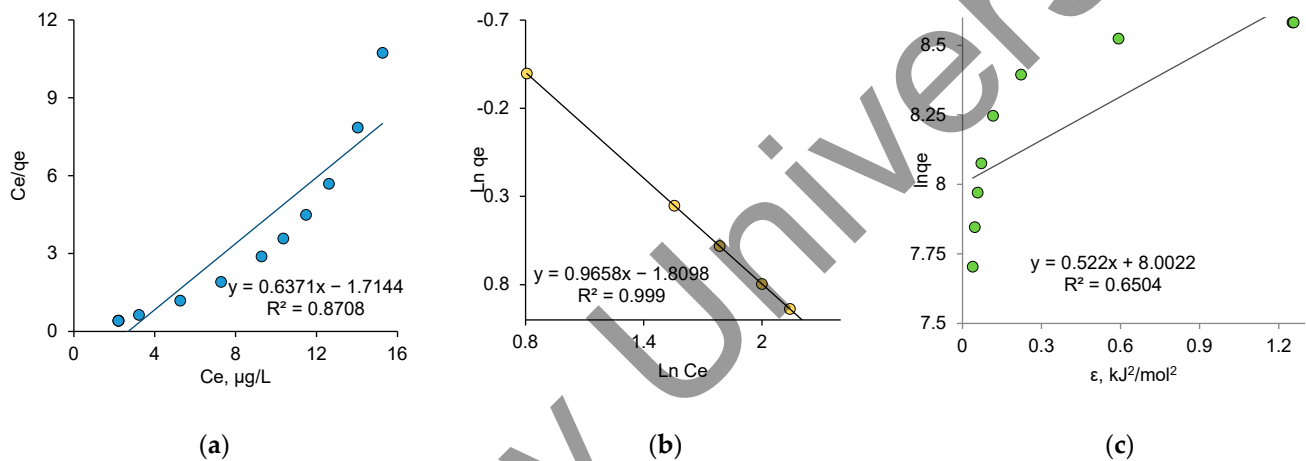 12
9
6
3
0
Ce/qe
y = 0.6371x − 1.7144
R² = 0.8708
0 4 8 12 16
Ce, µg/L
(a)
-0.7
-0.2
0.3
0.8
Ln qe
y = 0.9658x − 1.8098
R² = 0.999
0.8 1.4 2
Ln Ce
(b)
8.5
8.25
8
7.75
7.5
lnqe
y = 0.522x + 8.0022
R² = 0.6504
0 0.3 0.6 0.9 1.2
ε, kJ²/mol²
(c)
y Univers